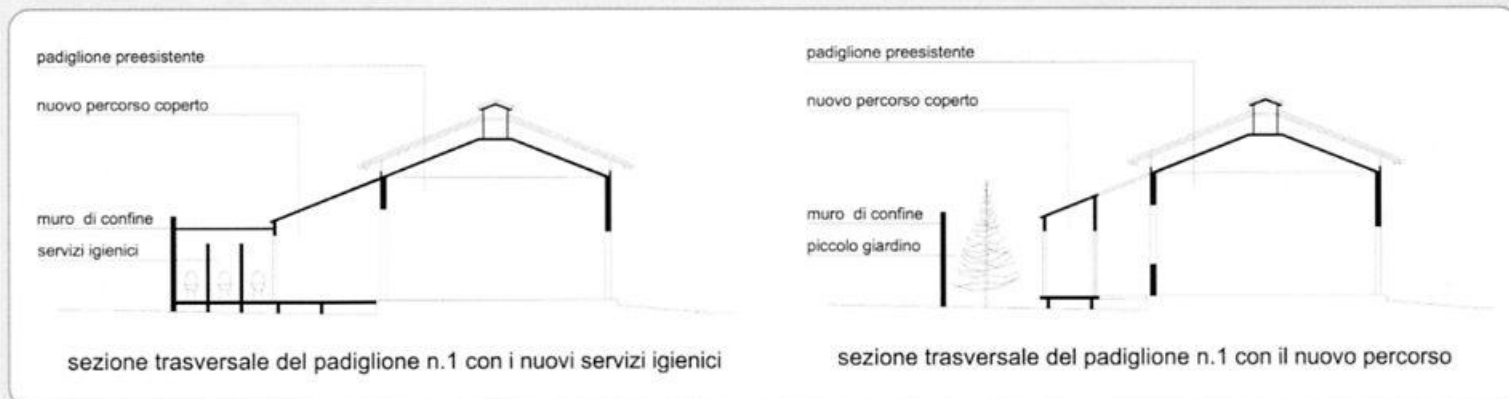 padiglione preesistente
nuovo percorso coperto
muro di confine
servizi igienici
sezione trasversale del padiglione n.1 con i nuovi servizi igienici
padiglione preesistente
nuovo percorso coperto
muro di confine
piccolo giardino
sezione trasversale del padiglione n.1 con il nuovo percorso